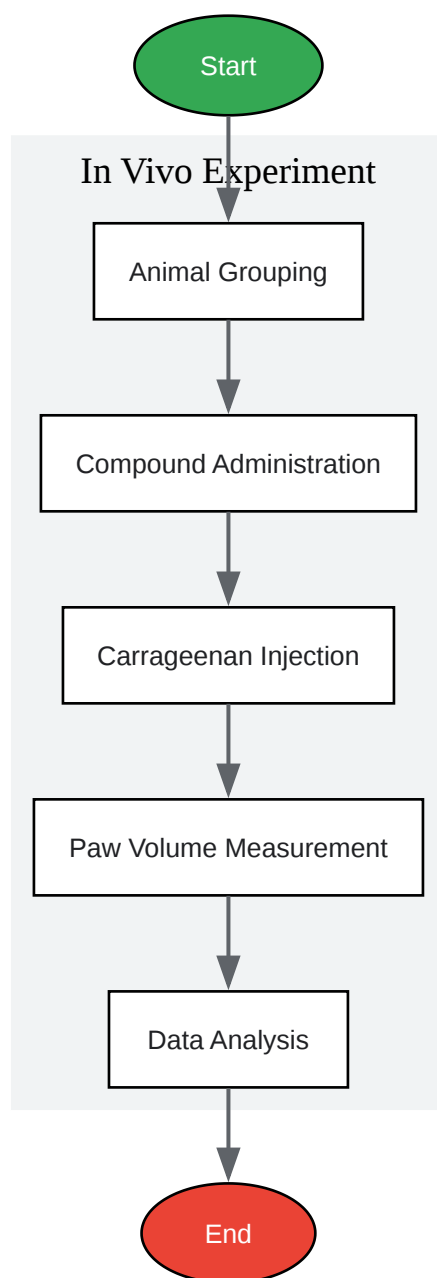 Start
In Vivo Experiment
Animal Grouping
Compound Administration
Carrageenan Injection
Paw Volume Measurement
Data Analysis
End